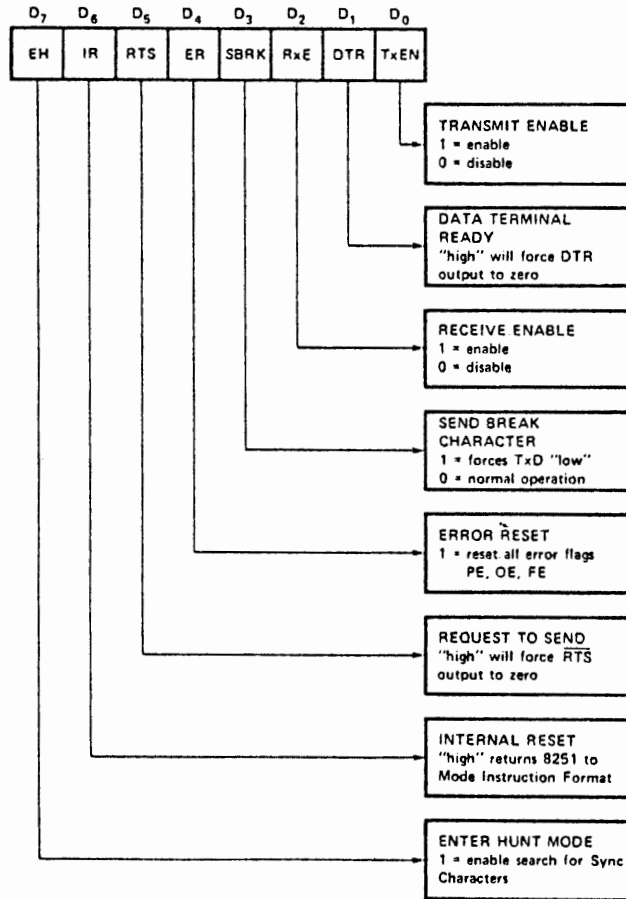 D7 D6 D5 D4 D3 D2 D1 D0
EH IR RTS ER SBRK RxE DTR TxEN
TRANSMIT ENABLE
1 = enable
0 = disable
DATA TERMINAL
READY
"high" will force DTR
output to zero
RECEIVE ENABLE
1 = enable
0 = disable
SEND BREAK
CHARACTER
1 = forces TxD "low"
0 = normal operation
ERROR RESET
1 = reset all error flags
PE, OE, FE
REQUEST TO SEND
"high" will force R̅T̅S̅
output to zero
INTERNAL RESET
"high" returns 8251 to
Mode Instruction Format
ENTER HUNT MODE
1 = enable search for Sync
Characters